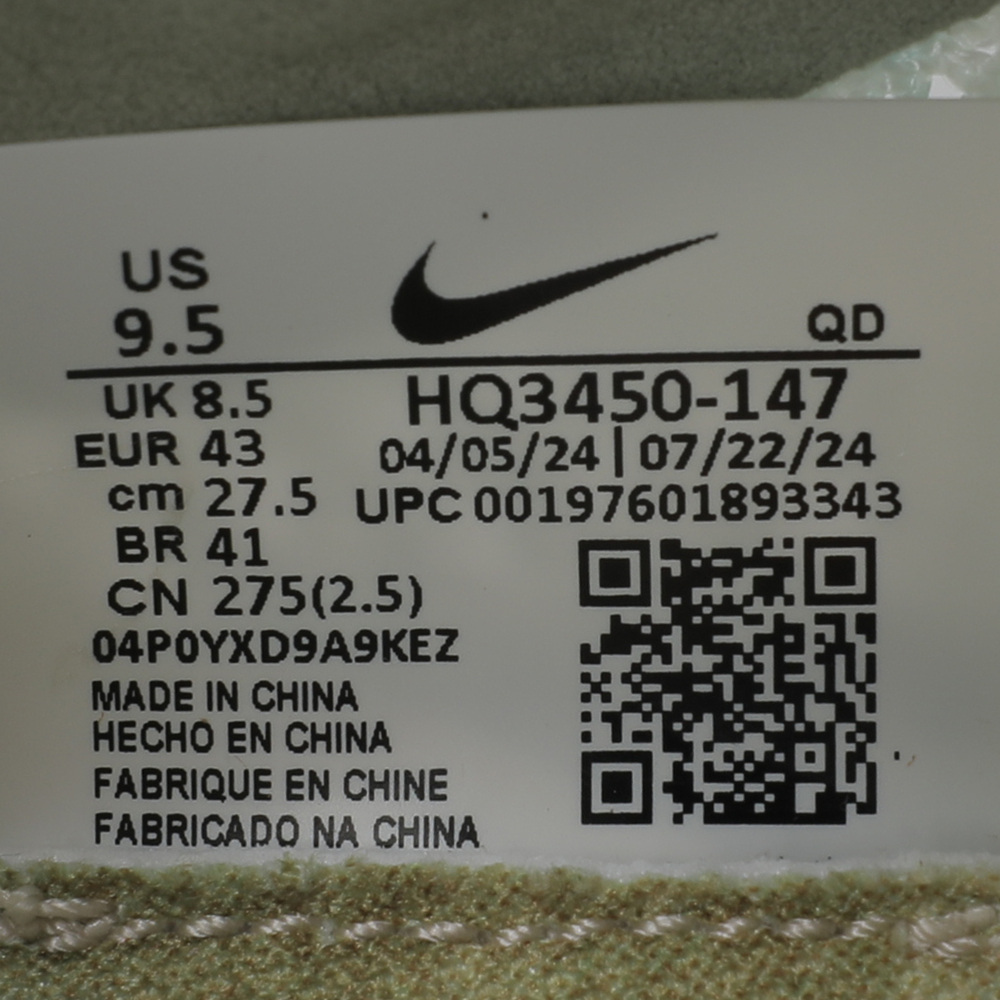 US
9.5
QD
UK 8.5
HQ3450-147
EUR 43
04/05/24 | 07/22/24
cm 27.5
UPC 00197601893343
BR 41
CN 275(2.5)
04P0YXD9A9KEZ
MADE IN CHINA
HECHO EN CHINA
FABRIQUE EN CHINE
FABRICADO NA CHINA